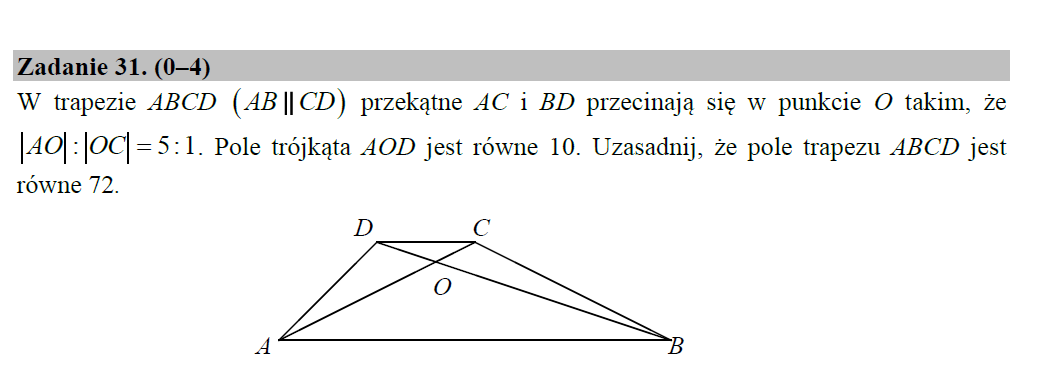 Zadanie 31. (0–4)
W trapezie ABCD (AB || CD) przekątne AC i BD przecinają się w punkcie O takim, że
|AO| : |OC| = 5 : 1. Pole trójkąta AOD jest równe 10. Uzasadnij, że pole trapezu ABCD jest
równe 72.
D C
O
A B